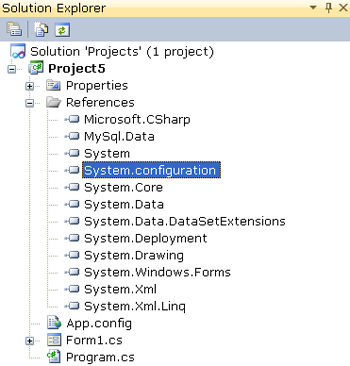 Solution Explorer
Solution 'Projects' (1 project)
Project5
Properties
References
Microsoft.CSharp
MySql.Data
System
System.configuration
System.Core
System.Data
System.Data.DataSetExtensions
System.Deployment
System.Drawing
System.Windows.Forms
System.Xml
System.Xml.Linq
App.config
Form1.cs
Program.cs